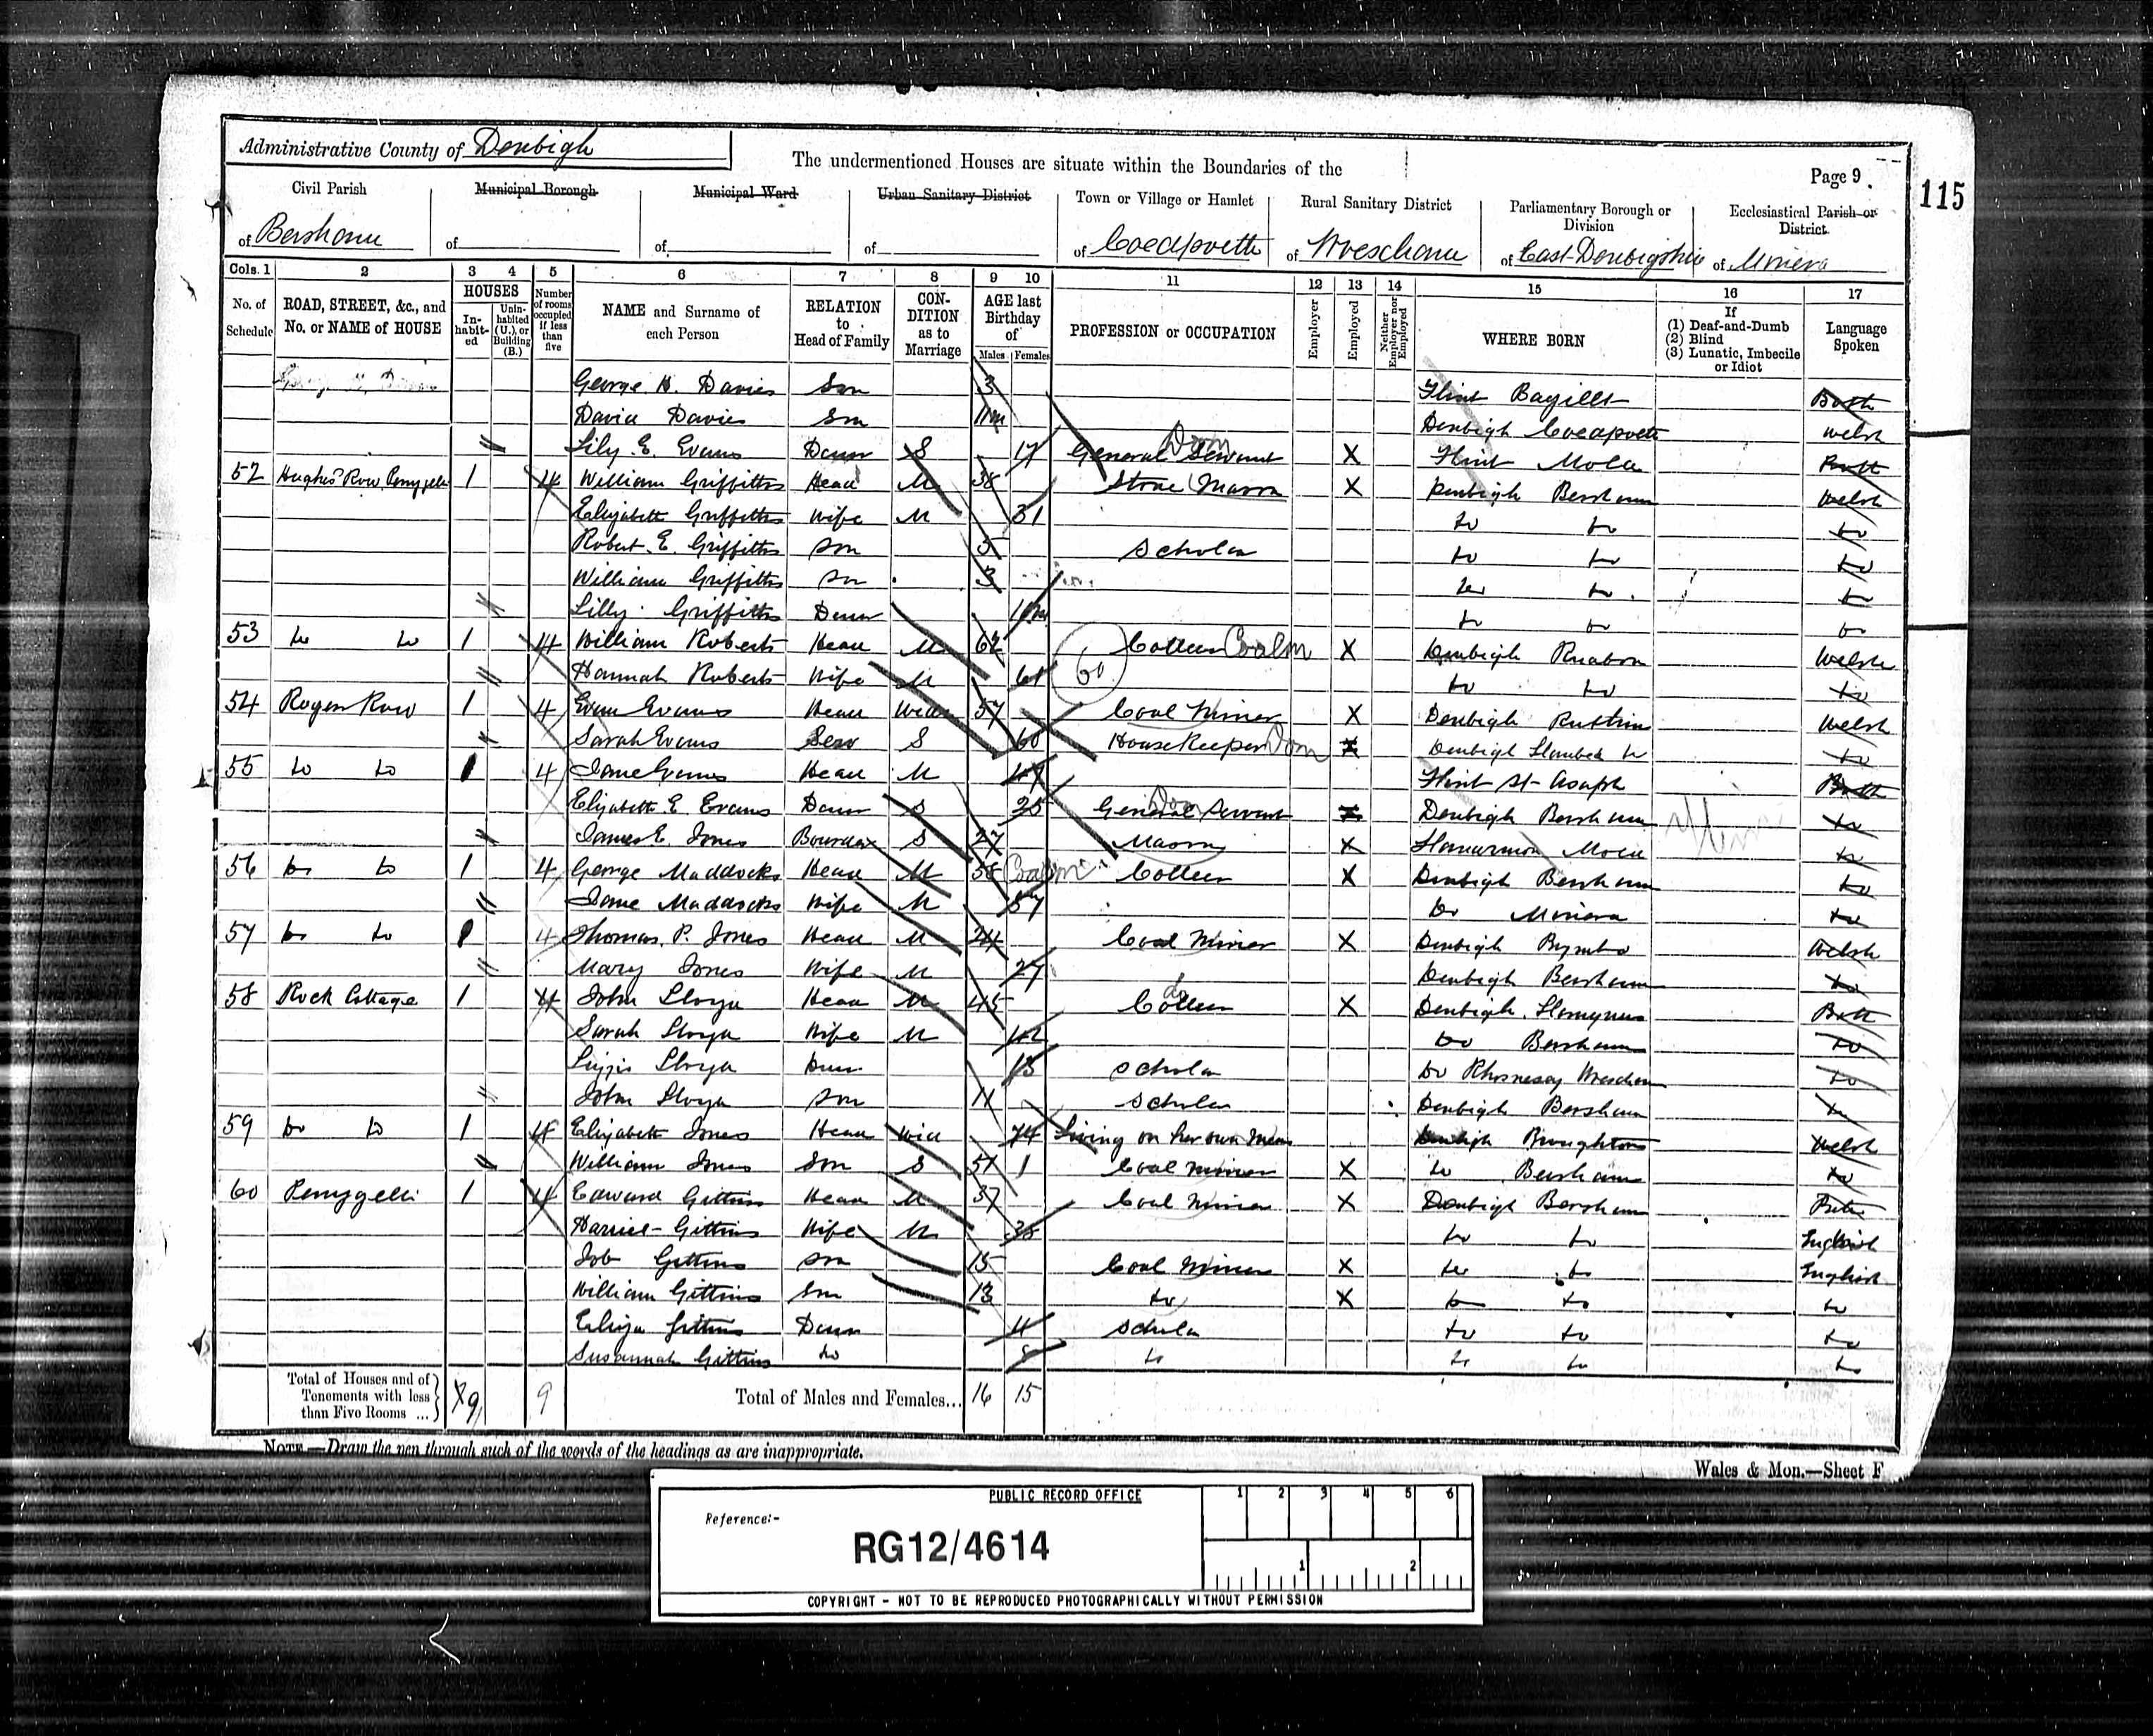 Administrative County of Denbigh
The undermentioned Houses are situate within the Boundaries of the
Page 9.
115
Civil Parish
Municipal Borough
Municipal Ward
Urban Sanitary District
Town or Village or Hamlet
Rural Sanitary District
Parliamentary Borough or Division
Ecclesiastical Parish or District
of Bersham of of of of Coedpoeth of Wrexham of East Denbigshire of Minera
Cols. 1 2 3 4 5 6 7 8 9 10 11 12 13 14 15 16 17
No. of Schedule
ROAD, STREET, &c., and No. or NAME of HOUSE
HOUSES
In-habit-ed
Unin-habited (U.), or Building (B.)
Number of rooms occupied if less than five
NAME and Surname of each Person
RELATION to Head of Family
CON-DITION as to Marriage
AGE last Birthday of
Males Females
PROFESSION or OCCUPATION
Employer
Employed
Neither Employer nor Employed
WHERE BORN
If (1) Deaf-and-Dumb (2) Blind (3) Lunatic, Imbecile or Idiot
Language Spoken
George H. Davies Son 3 Flint Bagillt Both
David Davies Son 11m Denbigh Coedpoeth Welsh
Lily E. Evans Daur S 17 General Servant Dom X Flint Mold Both
52 Hughes' Row, 1 4 William Griffiths Head M 38 Stone Mason X Denbigh Bersham Welsh
Elizabeth Griffiths Wife M 31 do do do
Robert E. Griffiths Son 5 Scholar do do do
William Griffiths Son 3 do do do
Lilly Griffiths Daur do do do
53 do do 1 4 William Roberts Head M 62 Collier Coal m X Denbigh Ruabon Welsh
Hannah Roberts Wife M 61 60 do do do
54 Roger Row 1 4 Evan Evans Head Wid 57 Coal Miner X Denbigh Welsh
Sarah Evans Serv S 60 Housekeeper Dom X Denbigh do
55 do do 1 4 Jane Evans Head M Flint St Asaph Both
Elizabeth E. Evans Daur S 25 General Servant Dom X Denbigh Bersham do
James E. Jones Boarder S 27 Mason X Mold do
56 do do 1 4 George Maddocks Head M 58 Coal m Collier X Denbigh Bersham do
Jane Maddocks Wife M 57 do Minera do
57 do do 1 4 Thomas P. Jones Head M 24 Coal Miner X Denbigh Brymbo Welsh
Mary Jones Wife M 27 Denbigh Bersham do
58 Rock Cottage 1 4 John Lloyd Head M 45 Collier do X Denbigh Both
Sarah Lloyd Wife M 42 do Bersham do
Lizzie Lloyd Daur 13 Scholar do Wrexham do
John Lloyd Son 11 Scholar Denbigh Bersham do
59 do do 1 4 Elizabeth Jones Head Wid 74 Living on her own Means Denbigh Broughton Welsh
William Jones Son S 51 1 Coal Miner X do Bersham do
60 Penygelli 1 4 Edward Gittins Head M 37 Coal Miner X Denbigh Bersham Both
Harriet Gittins Wife M 38 do do English
Job Gittins Son 15 Coal Miner X do do English
William Gittins Son 13 do X do do do
Eliza Gittins Daur 11 Scholar do do do
Susannah Gittins do 8 do do do do
Total of Houses and of Tenements with less than Five Rooms ... 9 9 Total of Males and Females... 16 15
NOTE.—Draw the pen through such of the words of the headings as are inappropriate.
Wales & Mon.—Sheet F
PUBLIC RECORD OFFICE
1 2 3 4 5 6
Reference:-
RG12/4614
1 2
COPYRIGHT - NOT TO BE REPRODUCED PHOTOGRAPHICALLY WITHOUT PERMISSION